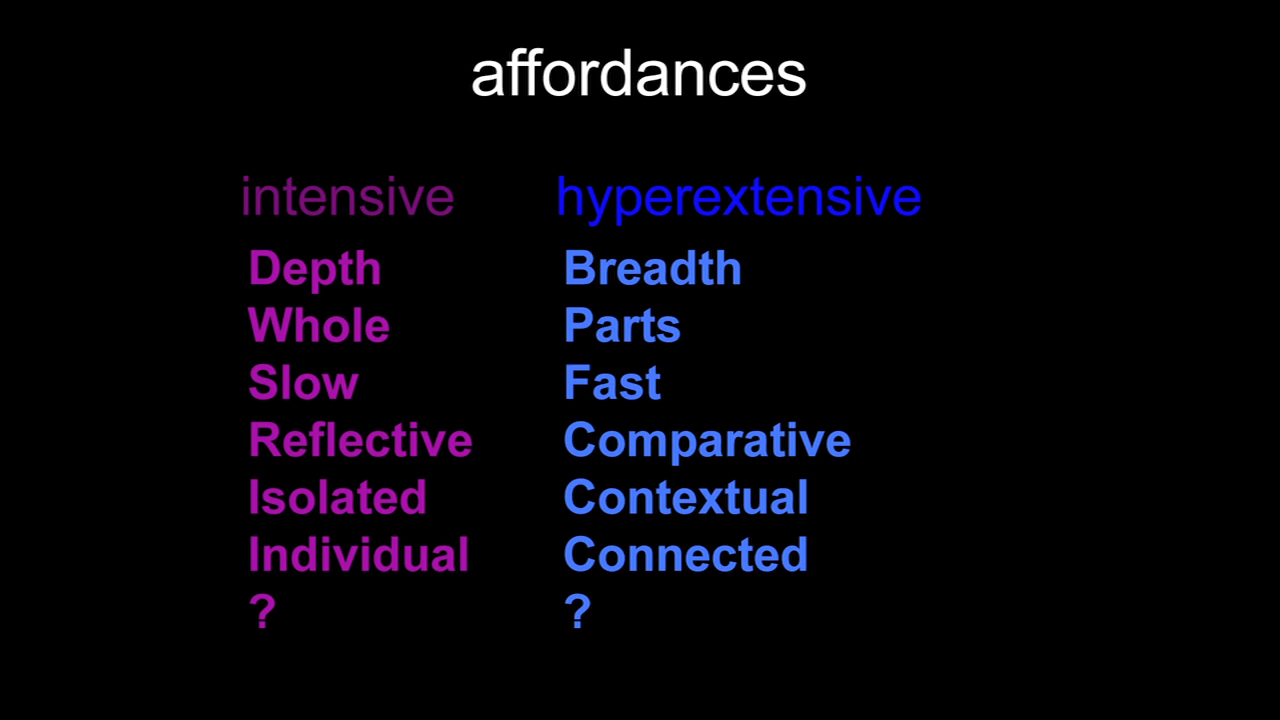 affordances
intensive hyperextensive
Depth Breadth
Whole Parts
Slow Fast
Reflective Comparative
Isolated Contextual
Individual Connected
? ?